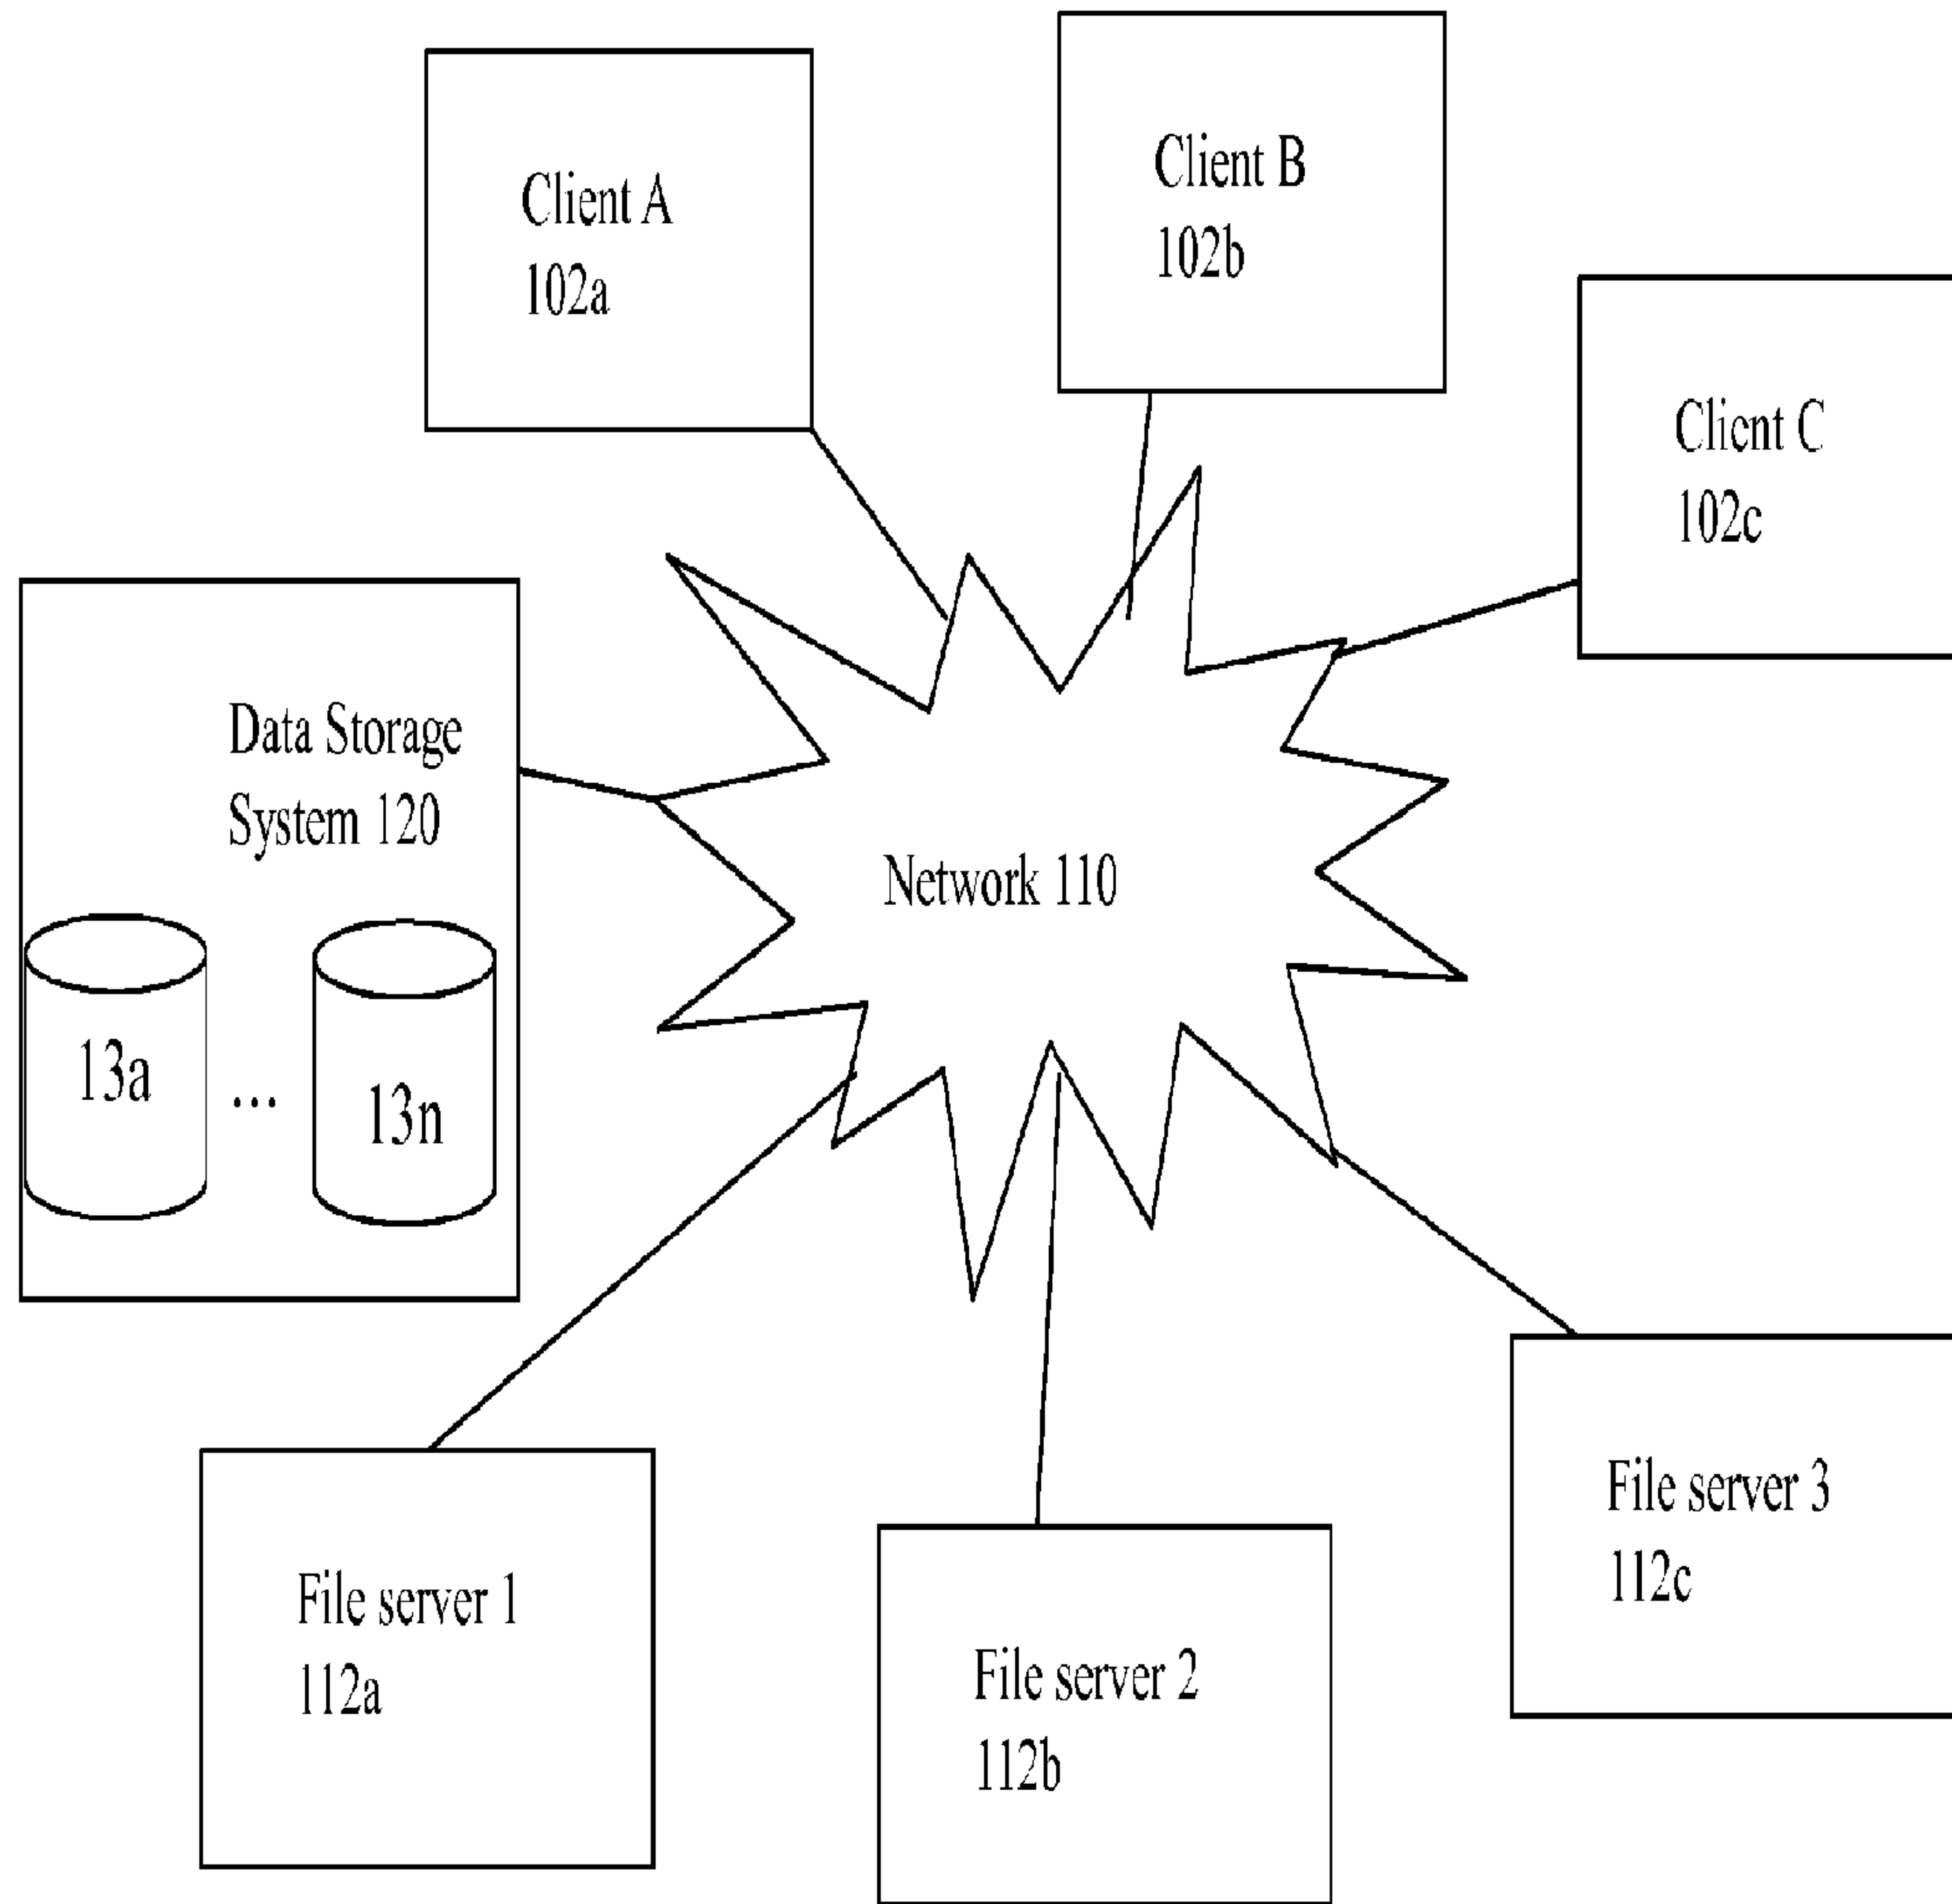 Client A
102a
Client B
102b
Client C
102c
Data Storage
System 120
13a
...
13n
Network 110
File server 1
112a
File server 2
112b
File server 3
112c